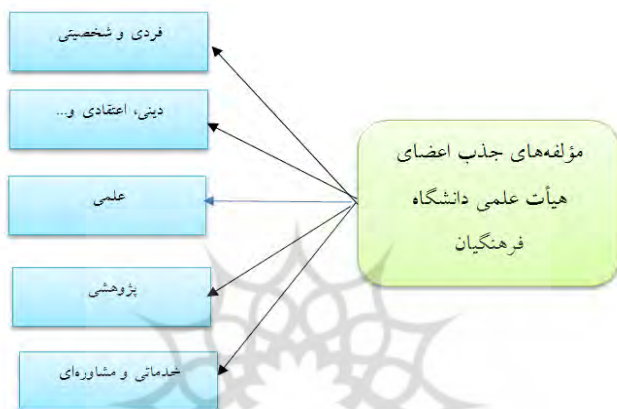 مؤلفه‌های جذب اعضای
هیأت علمی دانشگاه
فرهنگیان
فردی و شخصیتی
دینی، اعتقادی و...
علمی
پژوهشی
خدماتی و مشاوره‌ای